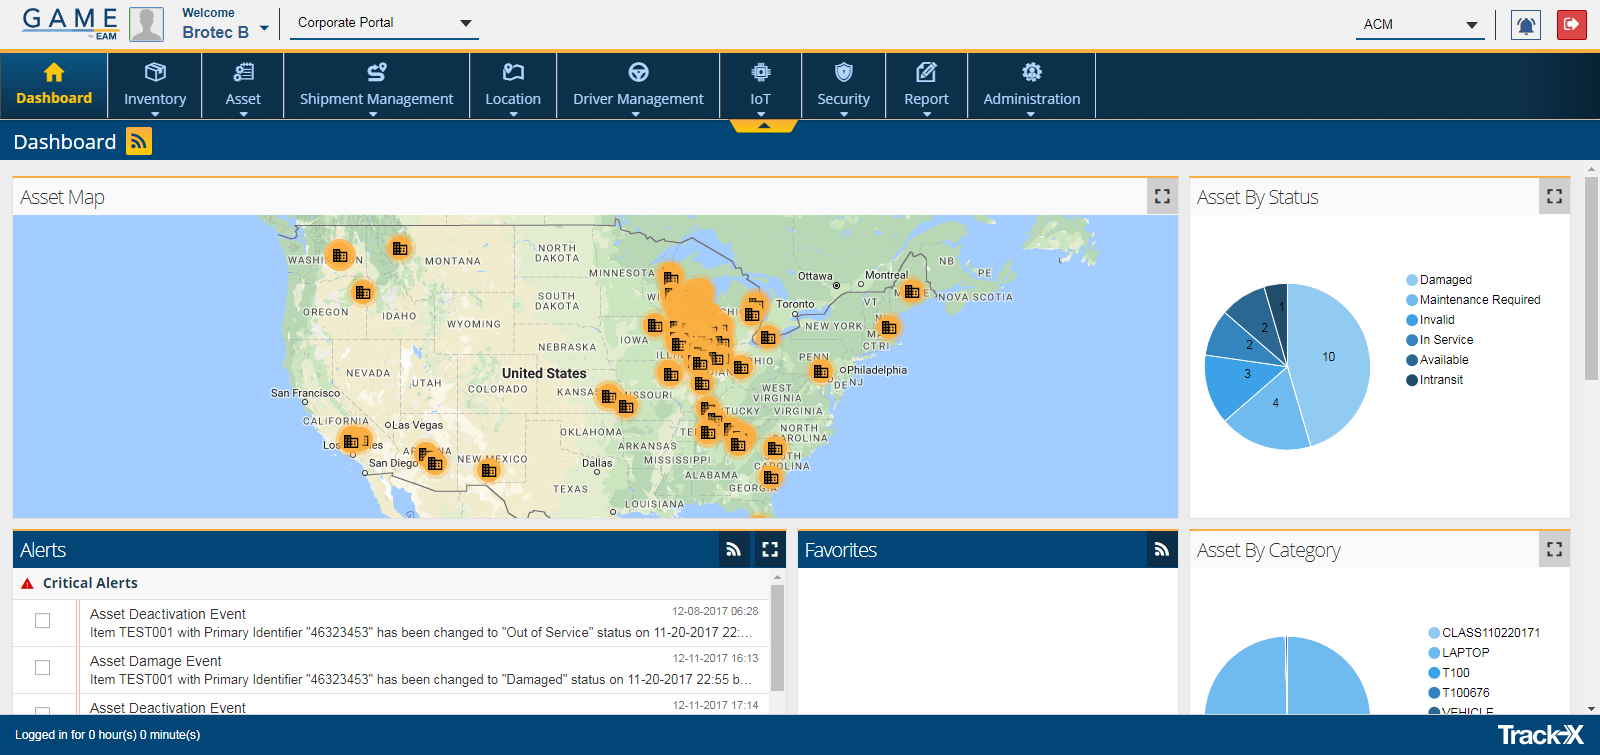 GAME
by EAM
Welcome
Brotec B
Corporate Portal
ACM
Dashboard
Inventory
Asset
Shipment Management
Location
Driver Management
IoT
Security
Report
Administration
Dashboard
Asset Map
NORTH DAKOTA
MONTANA
MINNESOTA
Ottawa
Montreal
NB
PE
NOVA SCOTIA
SOUTH DAKOTA
VT
Toronto
OREGON
IDAHO
WYOMING
NEW YORK
IOWA
CT RI
NEBRASKA
PENN
NEVADA
UTAH
United States
Philadelphia
DE NJ
COLORADO
WEST VIRGINIA
San Francisco
VIRGINIA
CALIFORNIA
Las Vegas
OKLAHOMA
NORTH CAROLINA
ARKANSAS
San Diego
NEW MEXICO
Dallas
MISSISSIPPI
CAROLINA
ALABAMA
TEXAS
LOUISIANA
Asset By Status
10
4
3
2
2
1
Damaged
Maintenance Required
Invalid
In Service
Available
Intransit
Alerts
Critical Alerts
Asset Deactivation Event
12-08-2017 06:28
Item TEST001 with Primary Identifier "46323453" has been changed to "Out of Service" status on 11-20-2017 22:...
Asset Damage Event
12-11-2017 16:13
Item TEST001 with Primary Identifier "46323453" has been changed to "Damaged" status on 11-20-2017 22:55 b...
Asset Deactivation Event
12-11-2017 17:14
Favorites
Asset By Category
CLASS110220171
LAPTOP
T100
T100676
VEHICLE
Logged in for 0 hour(s) 0 minute(s)
Track-X